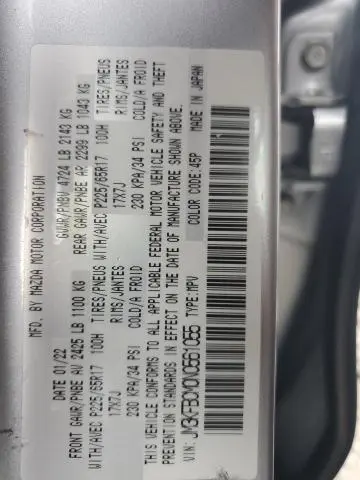 MFD. BY MAZDA MOTOR CORPORATION
DATE 01/22 GVWR/PNBV 4724 LB 2143 KG
FRONT GAWR/PNBE AV 2425 LB 1100 KG REAR GAWR/PNBE AR 2299 LB 1043 KG
WITH/AVEC P225/65R17 100H TIRES/PNEUS WITH/AVEC P225/65R17 100H TIRES/PNEUS
17X7J RIMS/JANTES 17X7J RIMS/JANTES
230 KPA/34 PSI COLD/A FROID 230 KPA/34 PSI COLD/A FROID
THIS VEHICLE CONFORMS TO ALL APPLICABLE FEDERAL MOTOR VEHICLE SAFETY AND THEFT
PREVENTION STANDARDS IN EFFECT ON THE DATE OF MANUFACTURE SHOWN ABOVE.
COLOR CODE: 45P MADE IN JAPAN
VIN: TYPE: MPV